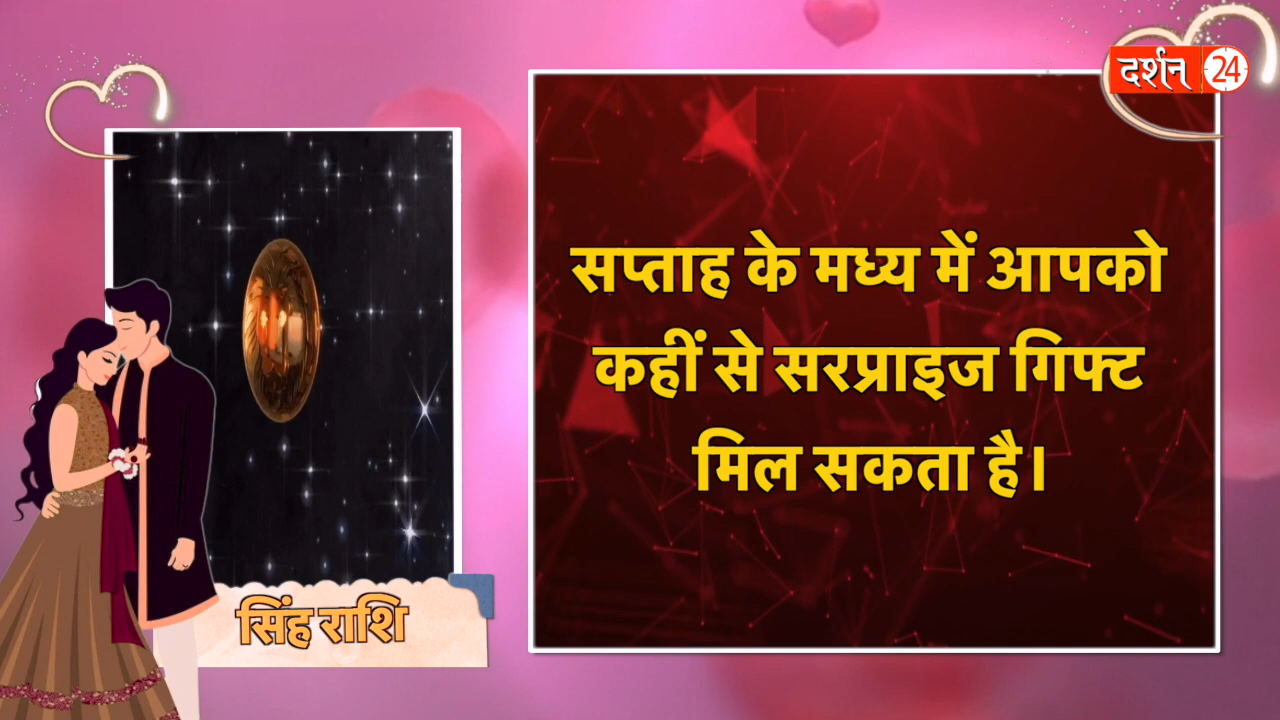 दर्शन 24
सप्ताह के मध्य में आपको
कहीं से सरप्राइज गिफ्ट
मिल सकता है।
सिंह राशि